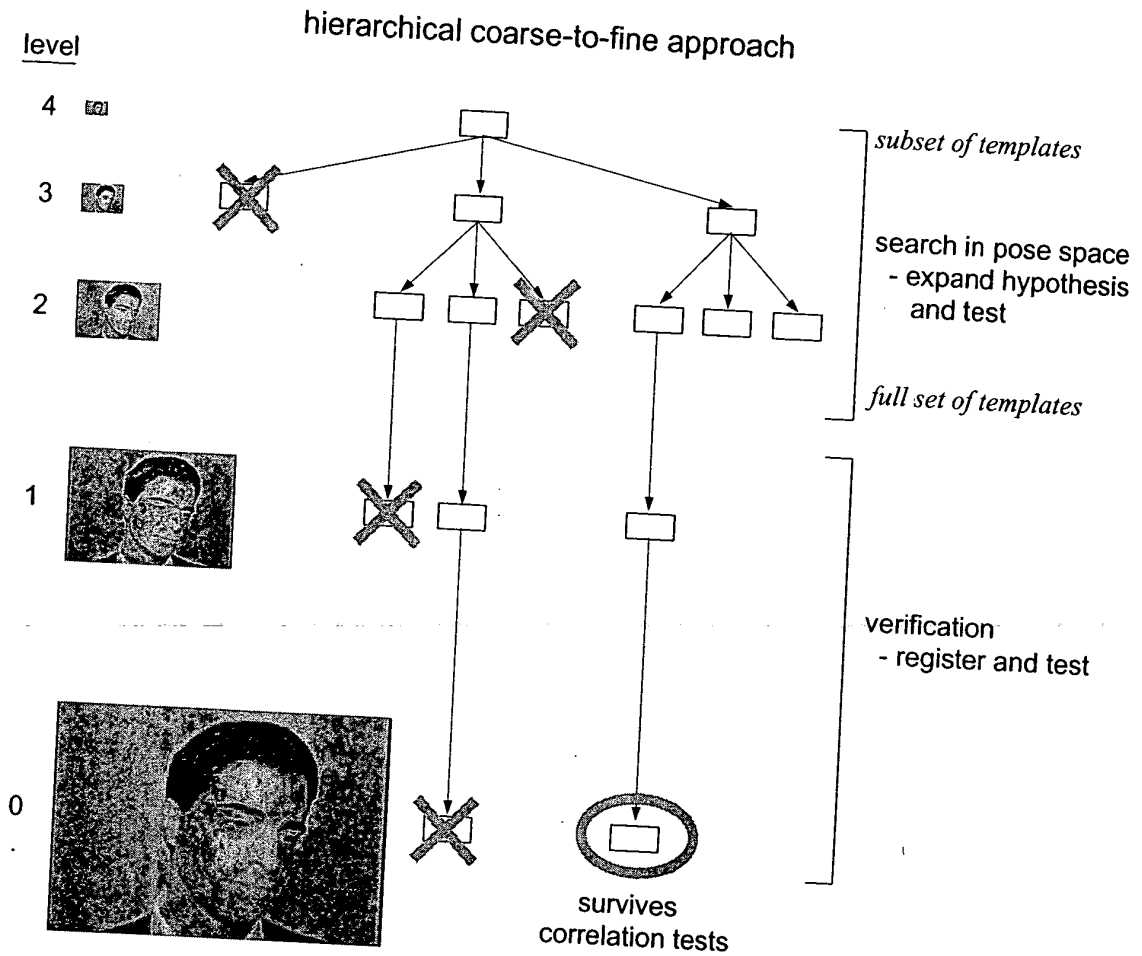 hierarchical coarse-to-fine approach
level
4
subset of templates
3
search in pose space
- expand hypothesis
and test
2
full set of templates
1
verification
- register and test
0
survives
correlation tests